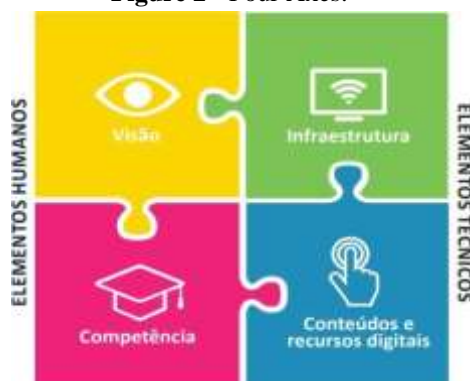 Figure 2 - Four Axes.
ELEMENTOS HUMANOS
Visão
Infraestrutura
ELEMENTOS TÉCNICOS
Competência
Conteúdos e
recursos digitais